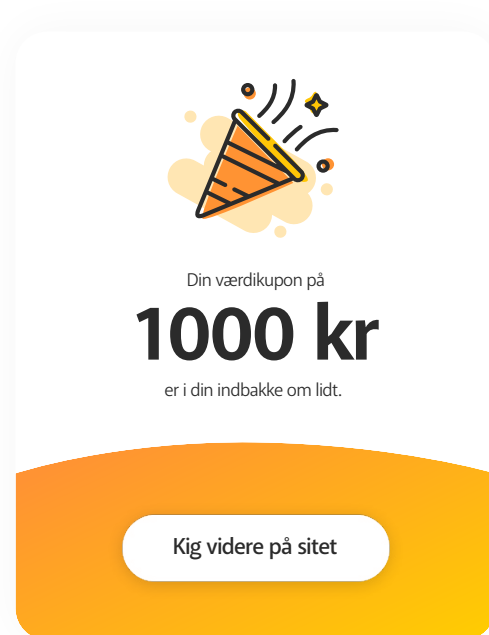 Din værdikupon på
1000 kr
er i din indbakke om lidt.
Kig videre på sitet